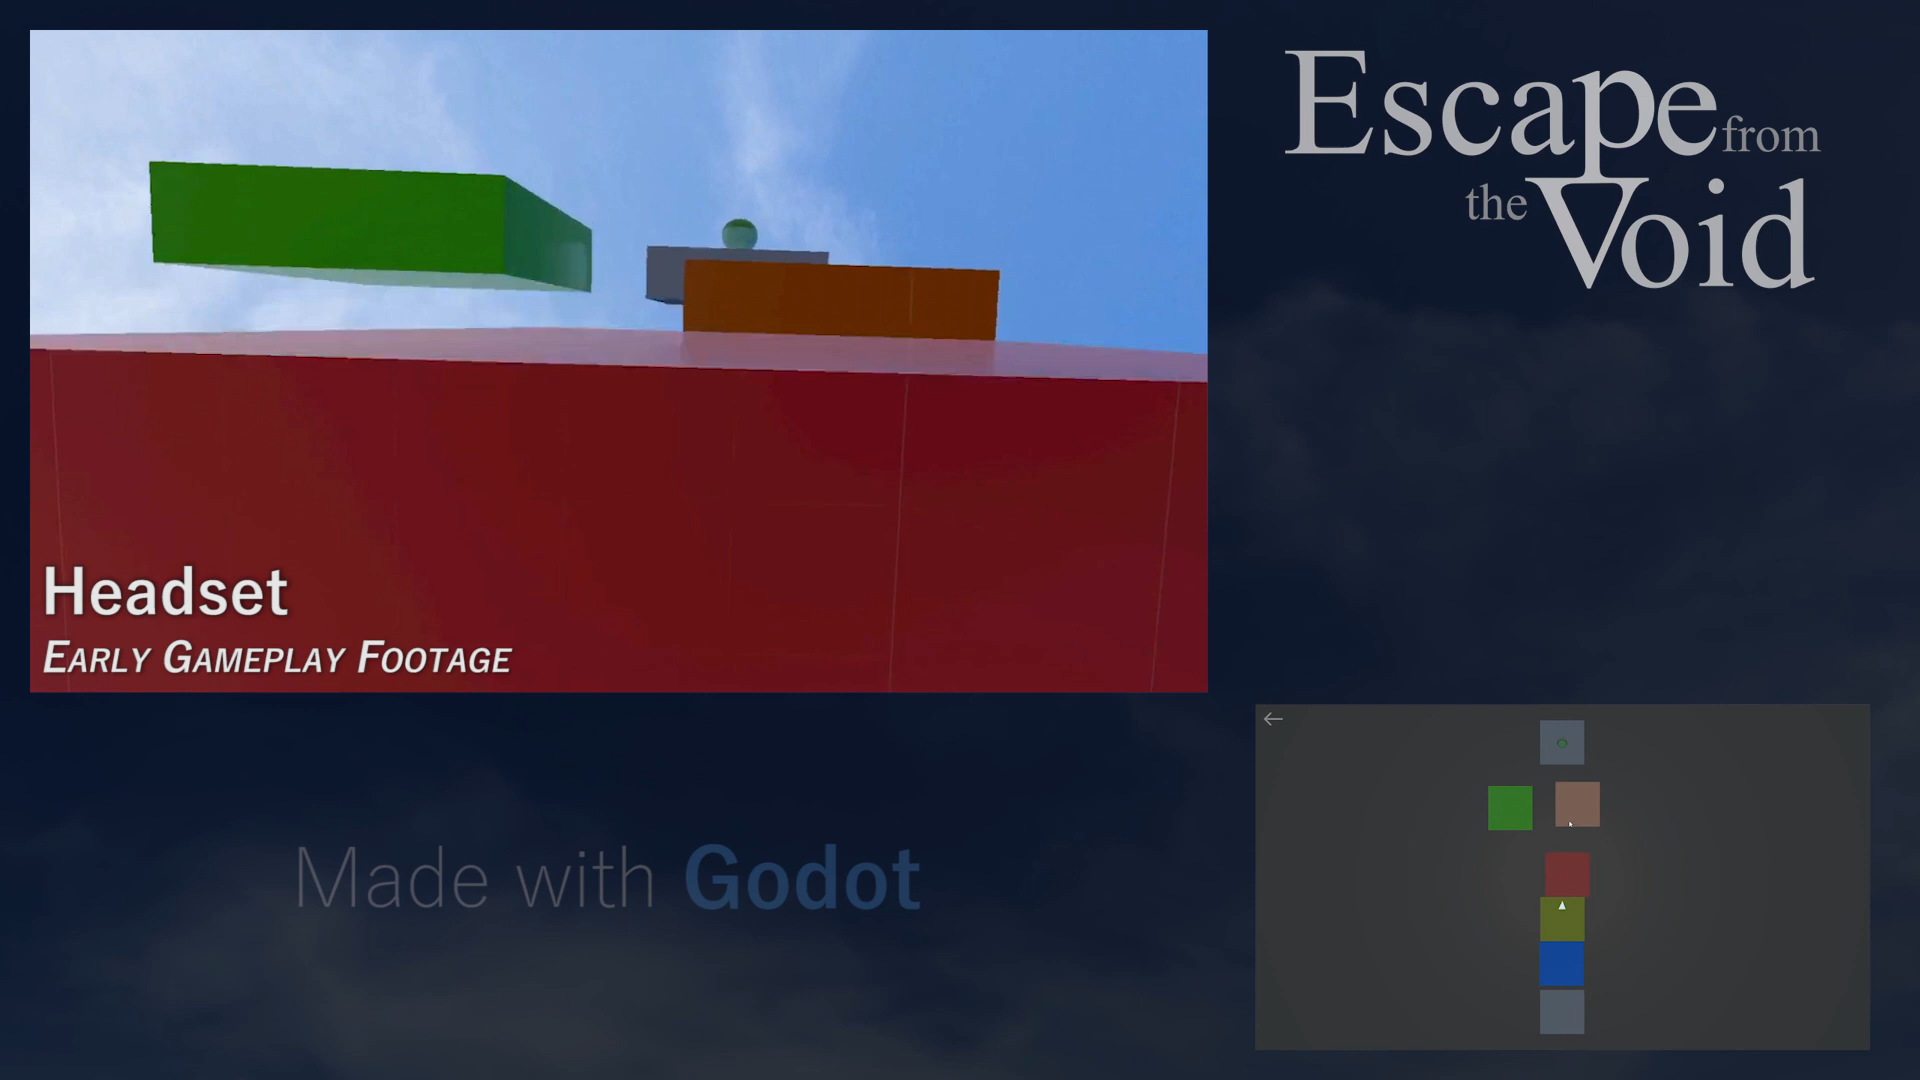 Escape from
the Void
Headset
EARLY GAMEPLAY FOOTAGE
Made with Godot